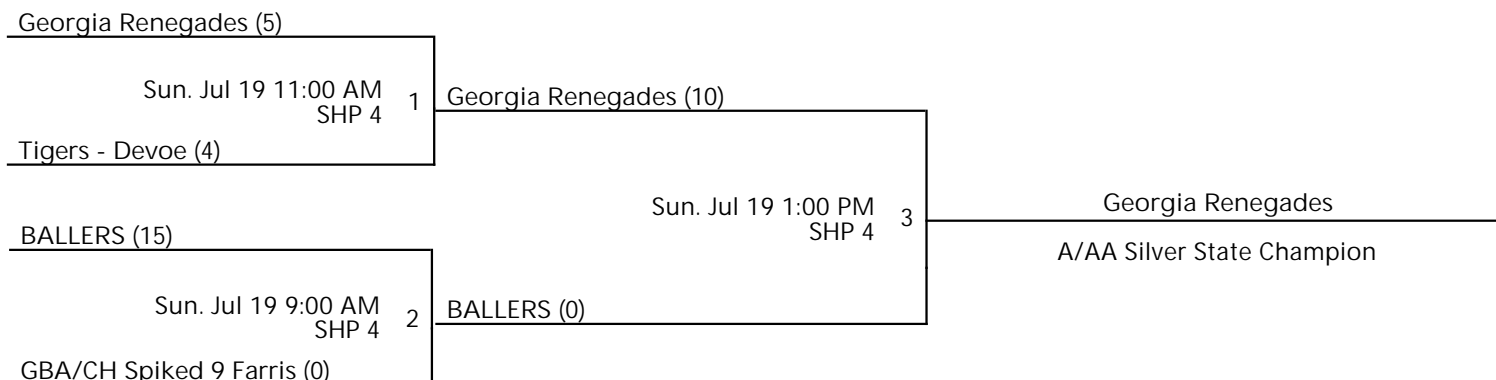 Georgia Renegades (5)
Sun. Jul 19 11:00 AM
SHP 4
1
Georgia Renegades (10)
Tigers - Devoe (4)
Sun. Jul 19 1:00 PM
SHP 4
3
Georgia Renegades
A/AA Silver State Champion
BALLERS (15)
Sun. Jul 19 9:00 AM
SHP 4
2
BALLERS (0)
GBA/CH Spiked 9 Farris (0)